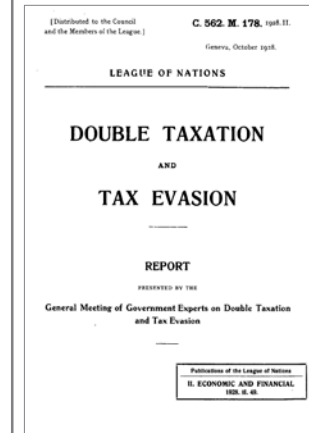 [Distributed to the Council
and the Members of the League.]
C. 562. M. 178. 1928. II.
Geneva, October 1928.
LEAGUE OF NATIONS
DOUBLE TAXATION
AND
TAX EVASION
REPORT
PRESENTED BY THE
General Meeting of Government Experts on Double Taxation
and Tax Evasion
Publications of the League of Nations
II. ECONOMIC AND FINANCIAL
1928. II. 49.